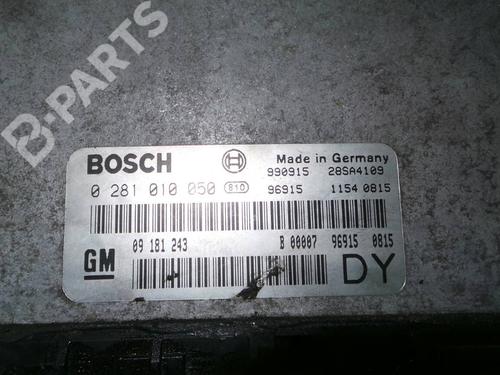 B-PARTS
BOSCH Made in Germany
990915 28SA4109
0 281 010 050 810 96915 1154 0815
09 181 243 B 00007 96915 0815
GM DY